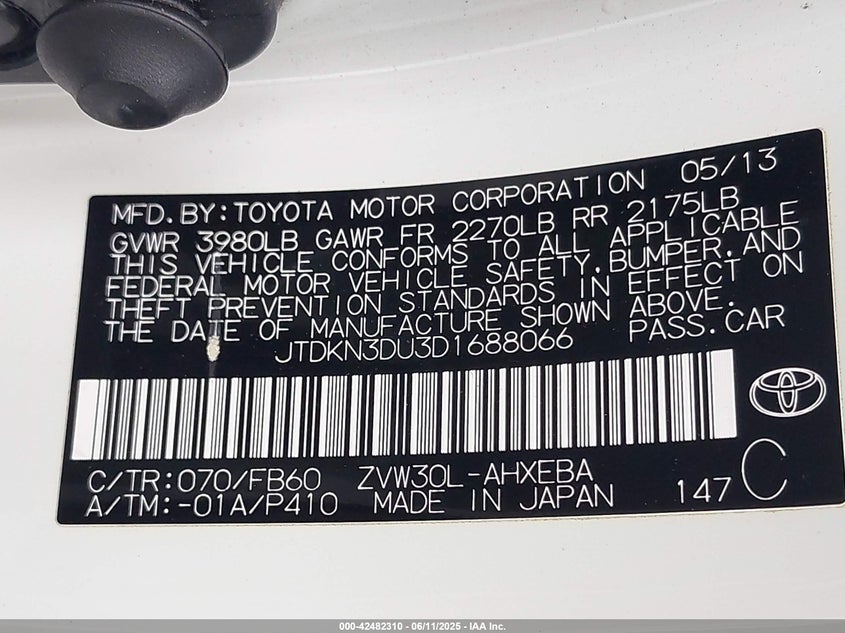 MFD. BY: TOYOTA MOTOR CORPORATION 05/13
GVWR 3980LB GAWR FR 2270LB RR 2175LB
THIS VEHICLE CONFORMS TO ALL APPLICABLE
FEDERAL MOTOR VEHICLE SAFETY, BUMPER, AND
THEFT PREVENTION STANDARDS IN EFFECT ON
THE DATE OF MANUFACTURE SHOWN ABOVE.
JTDKN3DU3D1688066 PASS. CAR
C/TR: 070/FB60 ZVW30L-AHXEBA
A/TM: -01A/P410 MADE IN JAPAN 147 C
000-42482310 - 06/11/2025 - IAA Inc.